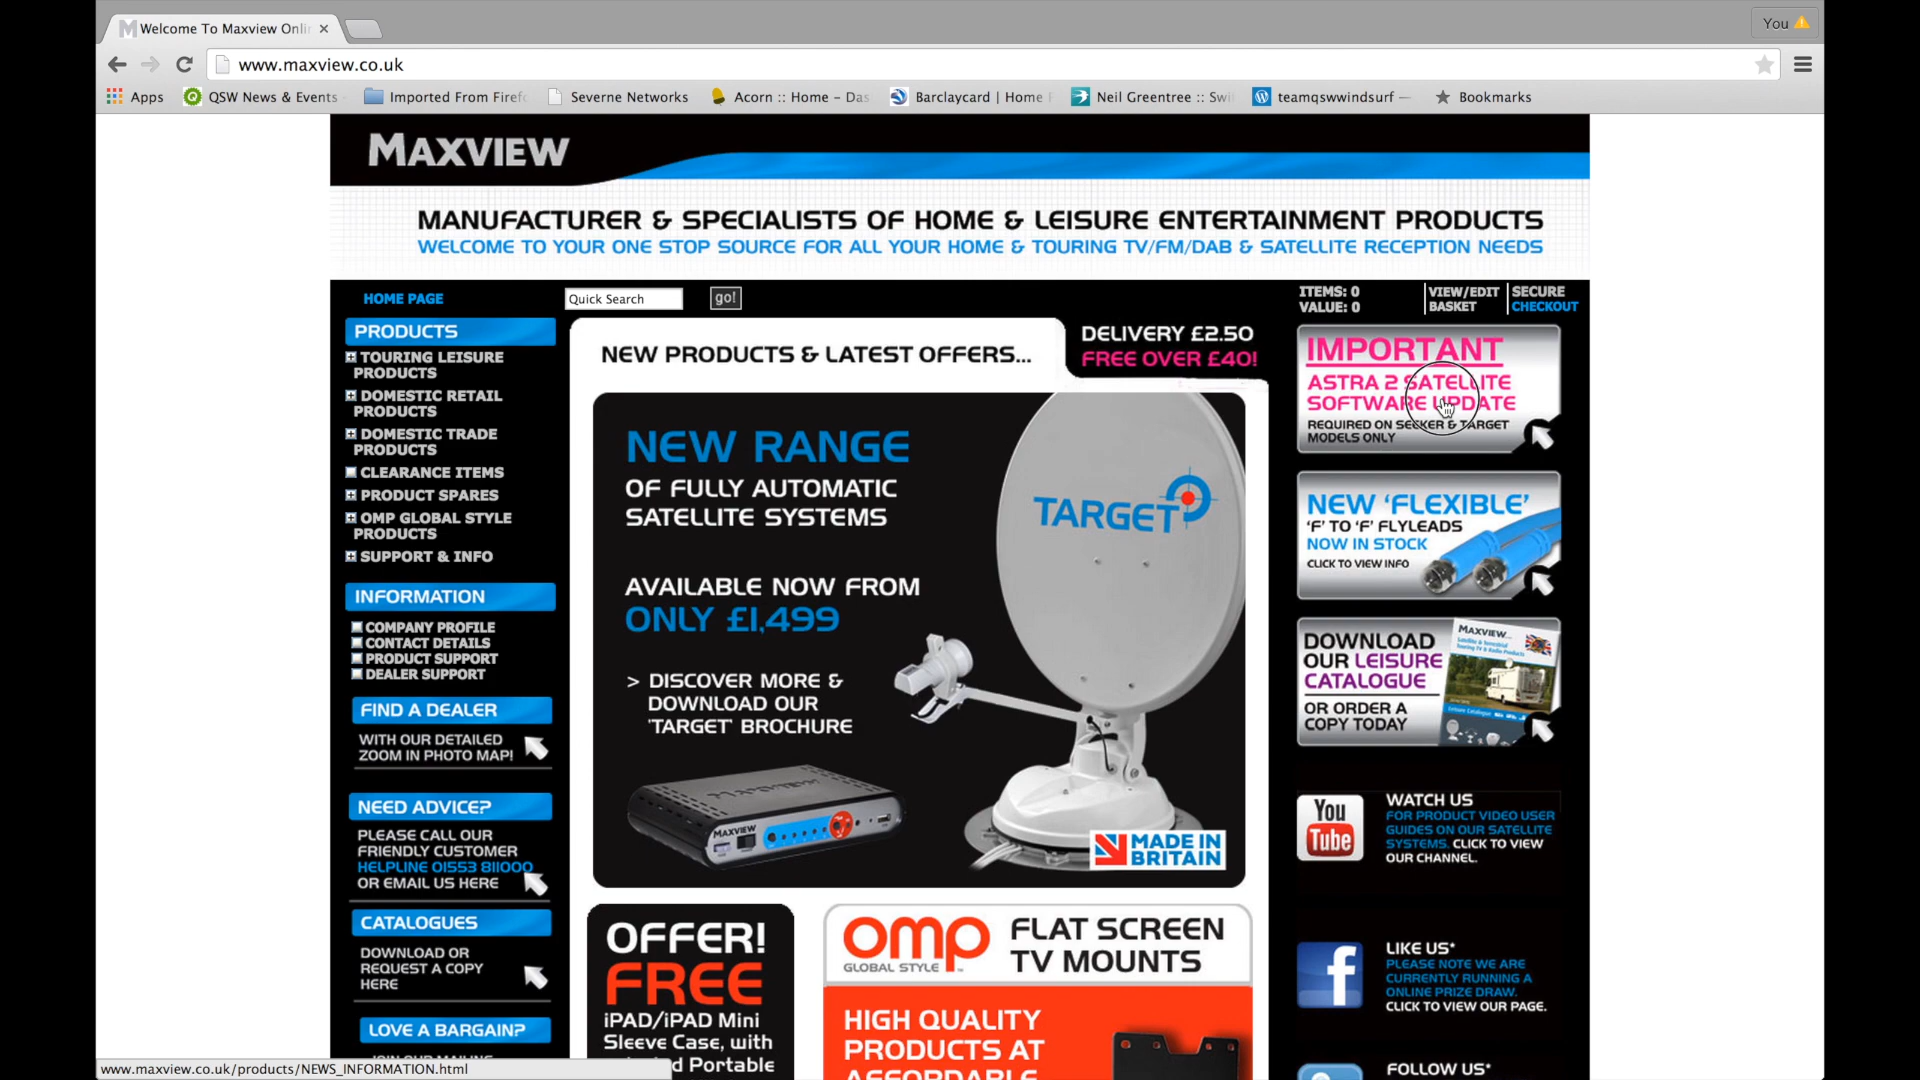 Welcome To Maxview Onlin
You
www.maxview.co.uk
Apps
QSW News & Events
Imported From Firefo
Severne Networks
Acorn :: Home – Das
Barclaycard | Home
Neil Greentree :: Swi
teamqswwindsurf —
Bookmarks
MAXVIEW
MANUFACTURER & SPECIALISTS OF HOME & LEISURE ENTERTAINMENT PRODUCTS
WELCOME TO YOUR ONE STOP SOURCE FOR ALL YOUR HOME & TOURING TV/FM/DAB & SATELLITE RECEPTION NEEDS
HOME PAGE
Quick Search
go!
ITEMS: 0
VALUE: 0
VIEW/EDIT
BASKET
SECURE
CHECKOUT
PRODUCTS
TOURING LEISURE
PRODUCTS
DOMESTIC RETAIL
PRODUCTS
DOMESTIC TRADE
PRODUCTS
CLEARANCE ITEMS
PRODUCT SPARES
OMP GLOBAL STYLE
PRODUCTS
SUPPORT & INFO
INFORMATION
COMPANY PROFILE
CONTACT DETAILS
PRODUCT SUPPORT
DEALER SUPPORT
FIND A DEALER
WITH OUR DETAILED
ZOOM IN PHOTO MAP!
NEED ADVICE?
PLEASE CALL OUR
FRIENDLY CUSTOMER
HELPLINE 01553 811000
OR EMAIL US HERE
CATALOGUES
DOWNLOAD OR
REQUEST A COPY
HERE
LOVE A BARGAIN?
JOIN OUR MAILING
NEW PRODUCTS & LATEST OFFERS...
DELIVERY £2.50
FREE OVER £40!
NEW RANGE
OF FULLY AUTOMATIC
SATELLITE SYSTEMS
AVAILABLE NOW FROM
ONLY £1,499
> DISCOVER MORE &
DOWNLOAD OUR
'TARGET' BROCHURE
TARGET
MAXVIEW
MAXVIEW
MADE IN
BRITAIN
OFFER!
FREE
iPAD/iPAD Mini
Sleeve Case, with
d Portable
omp
GLOBAL STYLE
FLAT SCREEN
TV MOUNTS
HIGH QUALITY
PRODUCTS AT
AFFORDABLE
IMPORTANT
ASTRA 2 SATELLITE
SOFTWARE UPDATE
REQUIRED ON SEEKER & TARGET
MODELS ONLY
NEW 'FLEXIBLE'
'F' TO 'F' FLYLEADS
NOW IN STOCK
CLICK TO VIEW INFO
DOWNLOAD
OUR LEISURE
CATALOGUE
OR ORDER A
COPY TODAY
MAXVIEW
You
Tube
WATCH US
FOR PRODUCT VIDEO USER
GUIDES ON OUR SATELLITE
SYSTEMS. CLICK TO VIEW
OUR CHANNEL.
f
LIKE US*
PLEASE NOTE WE ARE
CURRENTLY RUNNING A
ONLINE PRIZE DRAW.
CLICK TO VIEW OUR PAGE.
FOLLOW US*
www.maxview.co.uk/products/NEWS_INFORMATION.html